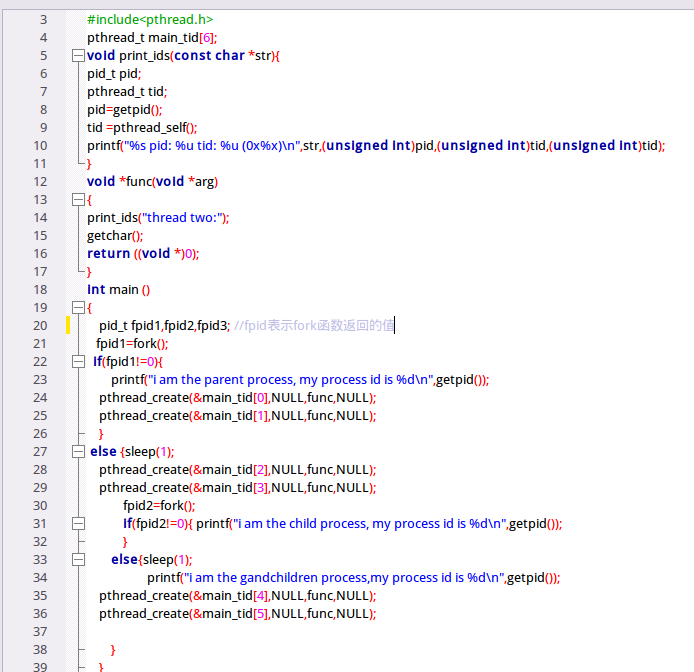 3 #include<pthread.h>
4 pthread_t main_tid[6];
5 void print_ids(const char *str){
6 pid_t pid;
7 pthread_t tid;
8 pid=getpid();
9 tid =pthread_self();
10 printf("%s pid: %u tid: %u (0x%x)\n",str,(unsigned int)pid,(unsigned int)tid,(unsigned int)tid);
11 }
12 void *func(void *arg)
13 {
14 print_ids("thread two:");
15 getchar();
16 return ((void *)0);
17 }
18 int main ()
19 {
20 pid_t fpid1,fpid2,fpid3; //fpid表示fork函数返回的值
21 fpid1=fork();
22 if(fpid1!=0){
23 printf("i am the parent process, my process id is %d\n",getpid());
24 pthread_create(&main_tid[0],NULL,func,NULL);
25 pthread_create(&main_tid[1],NULL,func,NULL);
26 }
27 else {sleep(1);
28 pthread_create(&main_tid[2],NULL,func,NULL);
29 pthread_create(&main_tid[3],NULL,func,NULL);
30 fpid2=fork();
31 if(fpid2!=0){ printf("i am the child process, my process id is %d\n",getpid());
32 }
33 else{sleep(1);
34 printf("i am the gandchildren process,my process id is %d\n",getpid());
35 pthread_create(&main_tid[4],NULL,func,NULL);
36 pthread_create(&main_tid[5],NULL,func,NULL);
37
38 }
39 }